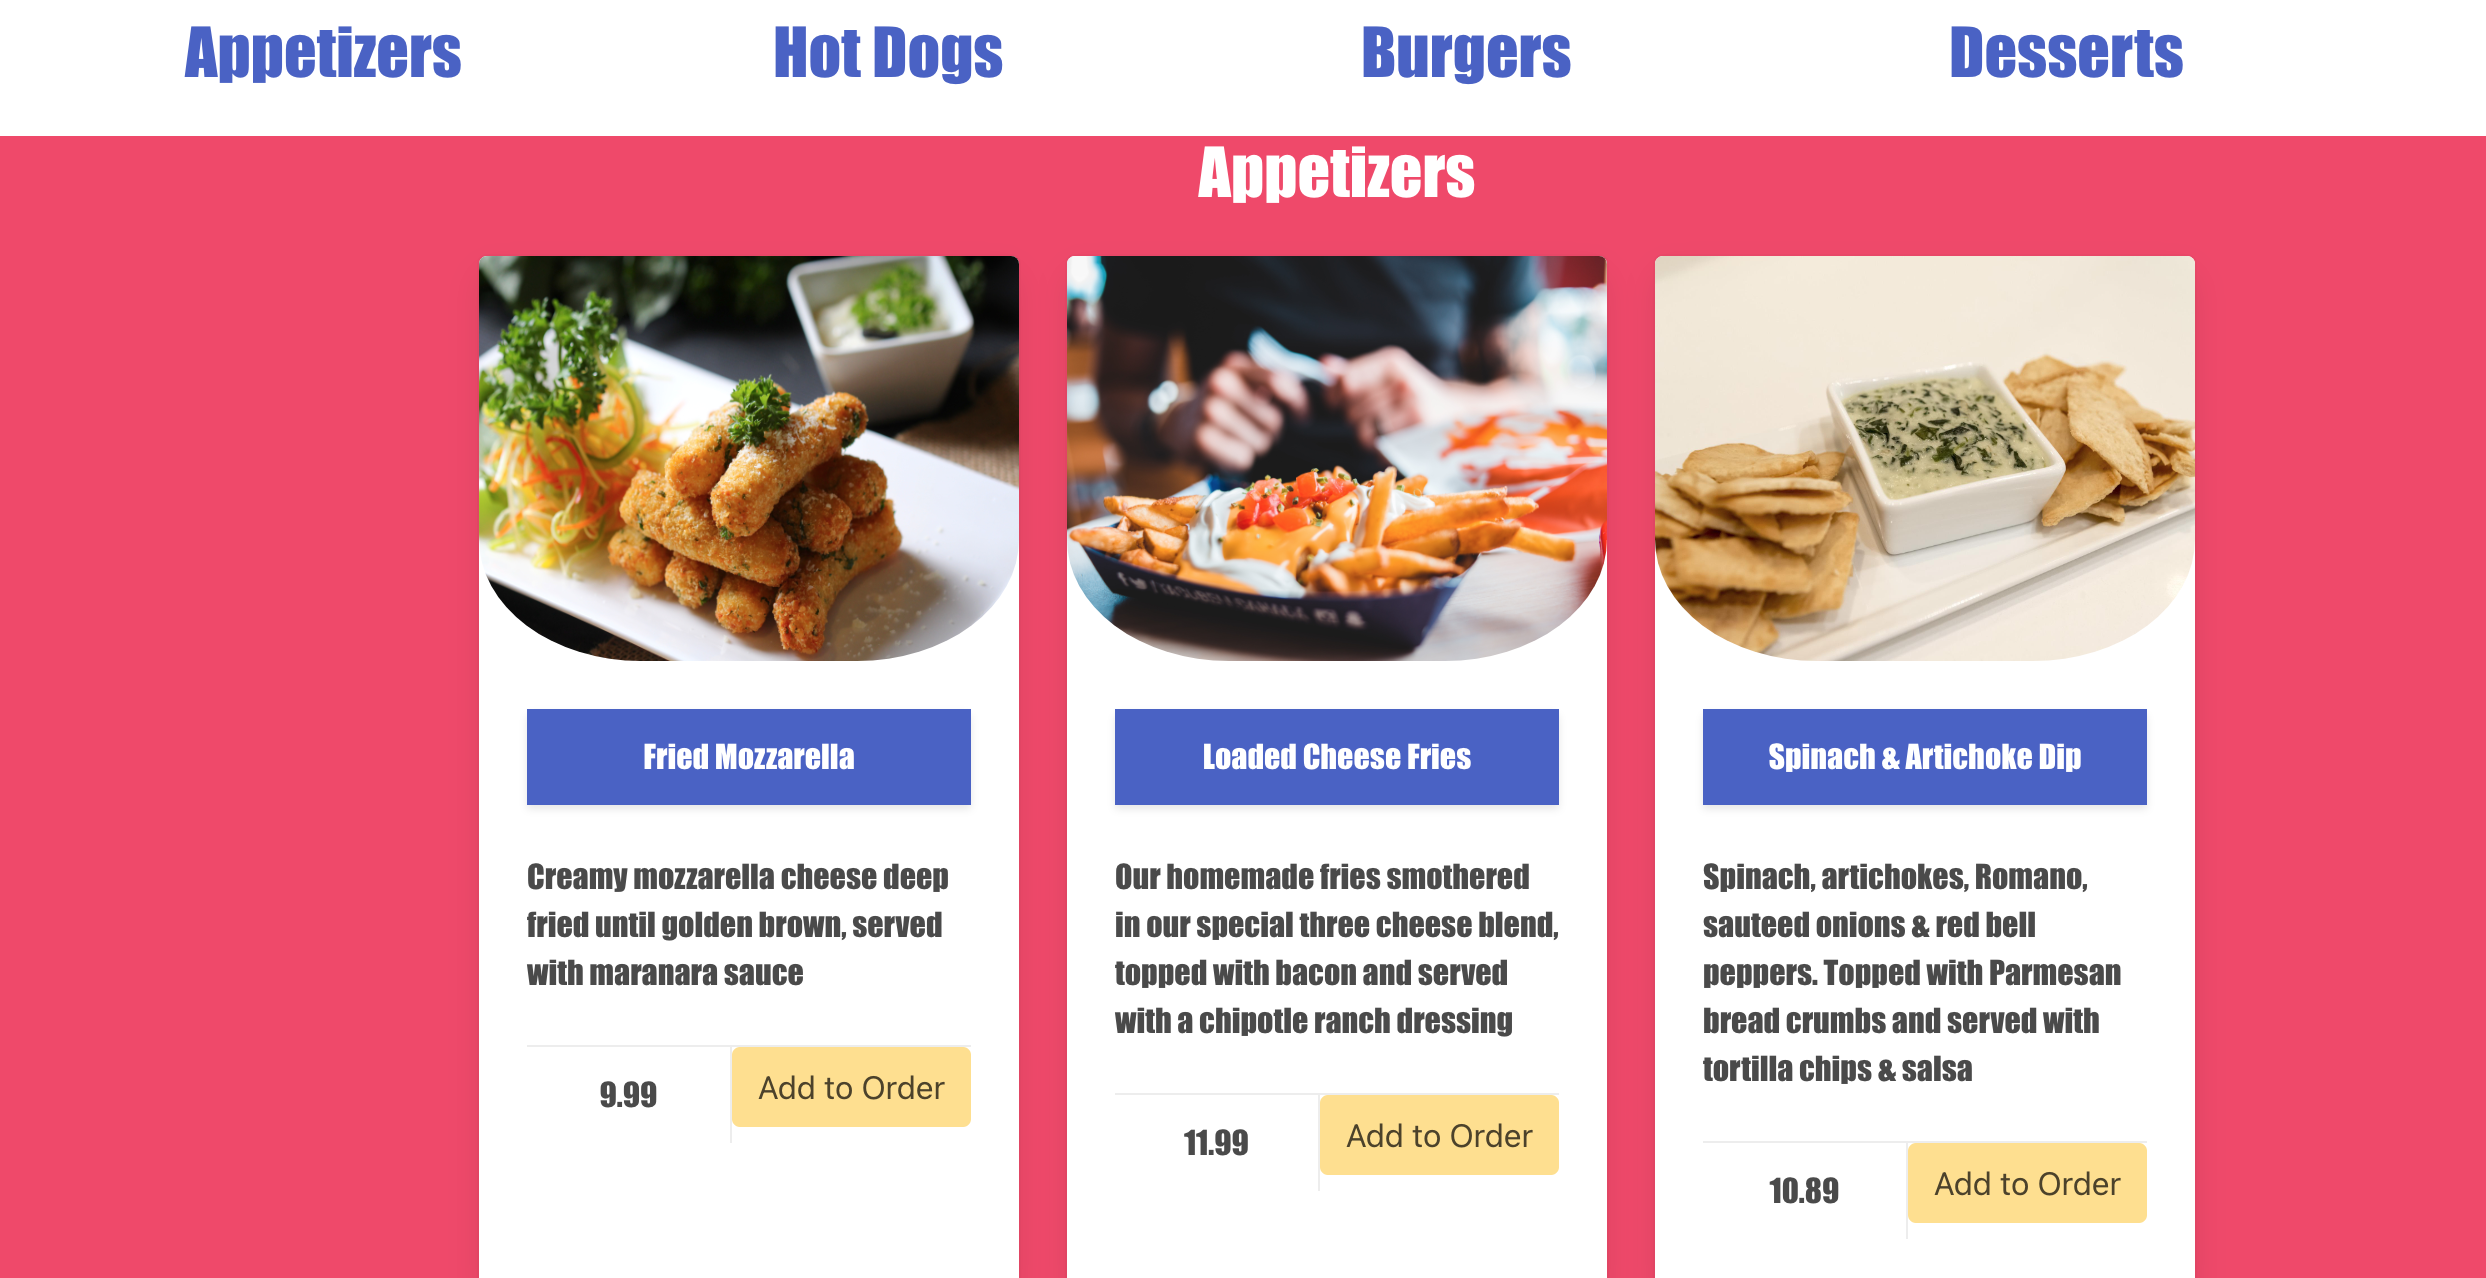 Appetizers
Hot Dogs
Burgers
Desserts
Appetizers
Fried Mozzarella
Creamy mozzarella cheese deep
fried until golden brown, served
with maranara sauce
9.99
Add to Order
Loaded Cheese Fries
Our homemade fries smothered
in our special three cheese blend,
topped with bacon and served
with a chipotle ranch dressing
11.99
Add to Order
Spinach & Artichoke Dip
Spinach, artichokes, Romano,
sauteed onions & red bell
peppers. Topped with Parmesan
bread crumbs and served with
tortilla chips & salsa
10.89
Add to Order